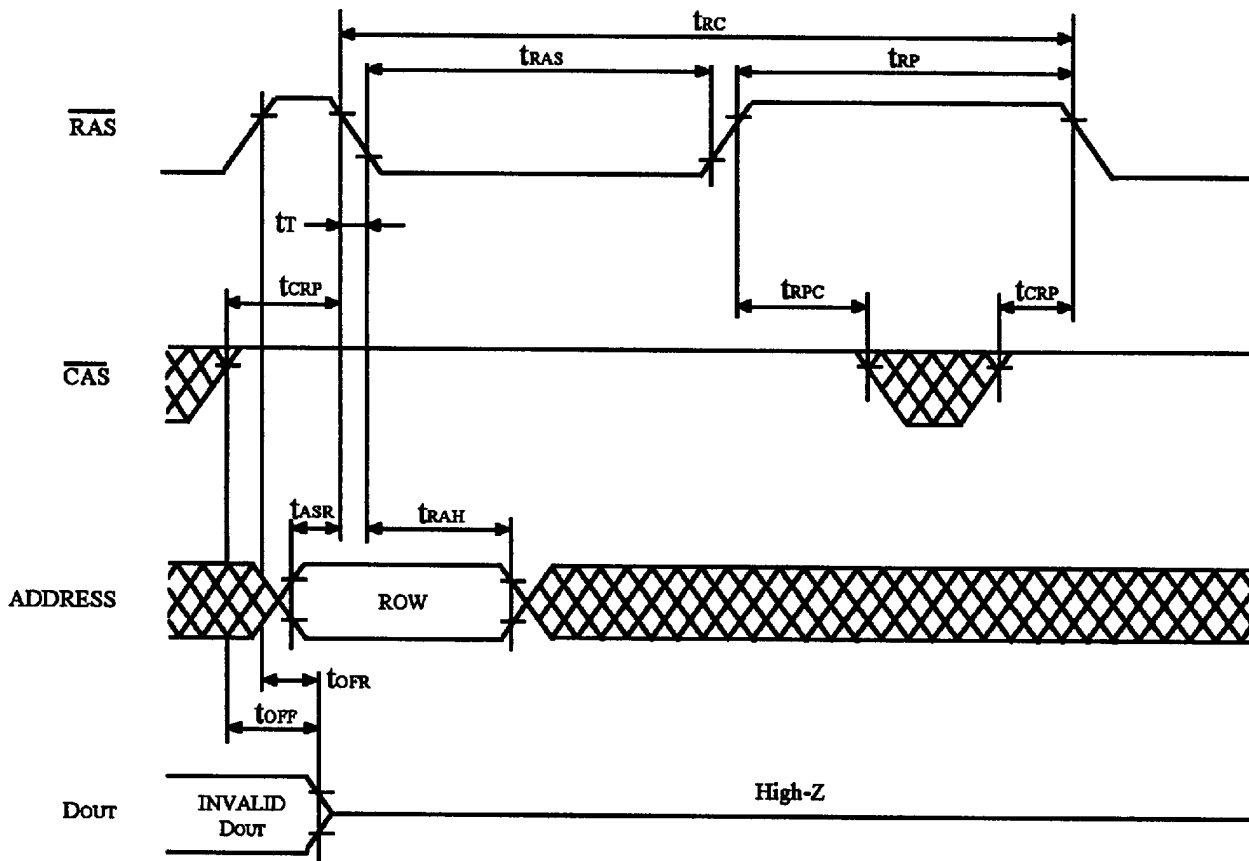 tRC
tRAS
tRP
RAS
tT
tCRP
tRPC
tCRP
CAS
tASR
tRAH
ADDRESS
ROW
tOFR
tOFF
DOUT
INVALID
DOUT
High-Z